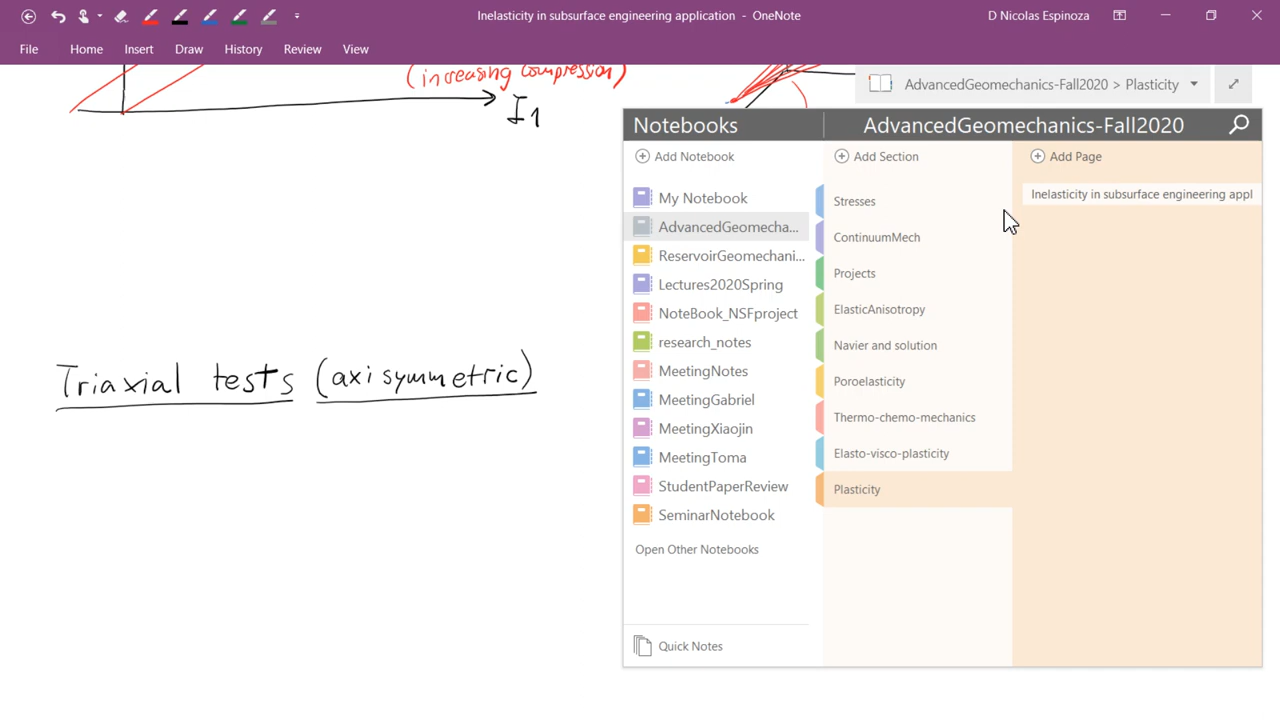 Inelasticity in subsurface engineering application - OneNote
D Nicolas Espinoza
File Home Insert Draw History Review View
(increasing compression)
I1
AdvancedGeomechanics-Fall2020 > Plasticity
Notebooks
AdvancedGeomechanics-Fall2020
Add Notebook
My Notebook
AdvancedGeomecha...
ReservoirGeomechani...
Lectures2020Spring
NoteBook_NSFproject
research_notes
MeetingNotes
MeetingGabriel
MeetingXiaojin
MeetingToma
StudentPaperReview
SeminarNotebook
Open Other Notebooks
Quick Notes
Add Section
Stresses
ContinuumMech
Projects
ElasticAnisotropy
Navier and solution
Poroelasticity
Thermo-chemo-mechanics
Elasto-visco-plasticity
Plasticity
Add Page
Inelasticity in subsurface engineering appl
Triaxial tests (axisymmetric)